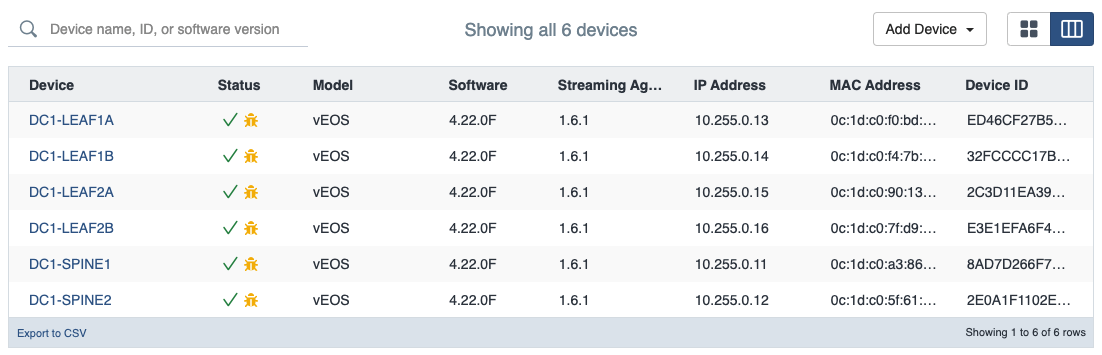 Device name, ID, or software version Showing all 6 devices Add Device
Device Status Model Software Streaming Ag... IP Address MAC Address Device ID
DC1-LEAF1A vEOS 4.22.0F 1.6.1 10.255.0.13 0c:1d:c0:f0:bd:... ED46CF27B5...
DC1-LEAF1B vEOS 4.22.0F 1.6.1 10.255.0.14 0c:1d:c0:f4:7b:... 32FCCCC17B...
DC1-LEAF2A vEOS 4.22.0F 1.6.1 10.255.0.15 0c:1d:c0:90:13... 2C3D11EA39...
DC1-LEAF2B vEOS 4.22.0F 1.6.1 10.255.0.16 0c:1d:c0:7f:d9:... E3E1EFA6F4...
DC1-SPINE1 vEOS 4.22.0F 1.6.1 10.255.0.11 0c:1d:c0:a3:86... 8AD7D266F7...
DC1-SPINE2 vEOS 4.22.0F 1.6.1 10.255.0.12 0c:1d:c0:5f:61:... 2E0A1F1102E...
Export to CSV Showing 1 to 6 of 6 rows